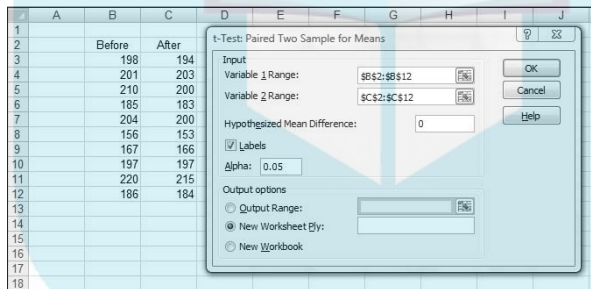 A B C D E F G H I J
1
2 Before After
3 198 194
4 201 203
5 210 200
6 185 183
7 204 200
8 156 153
9 167 166
10 197 197
11 220 215
12 186 184
13
14
15
16
17
18
t-Test: Paired Two Sample for Means
Input
Variable 1 Range: $B$2:$B$12
Variable 2 Range: $C$2:$C$12
Hypothesized Mean Difference: 0
Labels
Alpha: 0.05
Output options
Output Range:
New Worksheet Ply:
New Workbook
OK
Cancel
Help